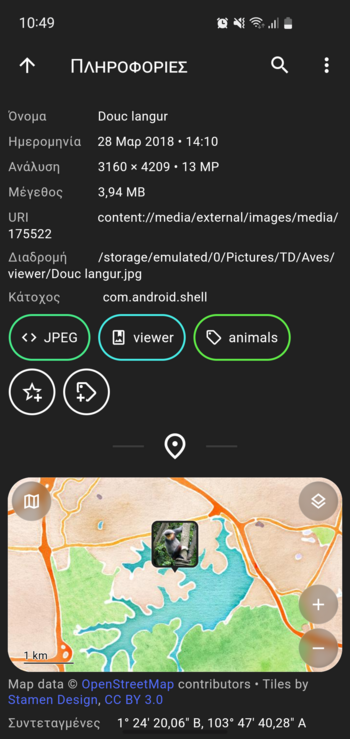 10:49
ΠΛΗΡΟΦΟΡΙΕΣ
Όνομα Douc langur
Ημερομηνία 28 Μαρ 2018 • 14:10
Ανάλυση 3160 × 4209 • 13 MP
Μέγεθος 3,94 MB
URI content://media/external/images/media/
175522
Διαδρομή /storage/emulated/0/Pictures/TD/Aves/
viewer/Douc langur.jpg
Κάτοχος com.android.shell
JPEG viewer animals
1 km
Map data © OpenStreetMap contributors • Tiles by
Stamen Design, CC BY 3.0
Συντεταγμένες 1° 24′ 20,06″ Β, 103° 47′ 40,28″ Α